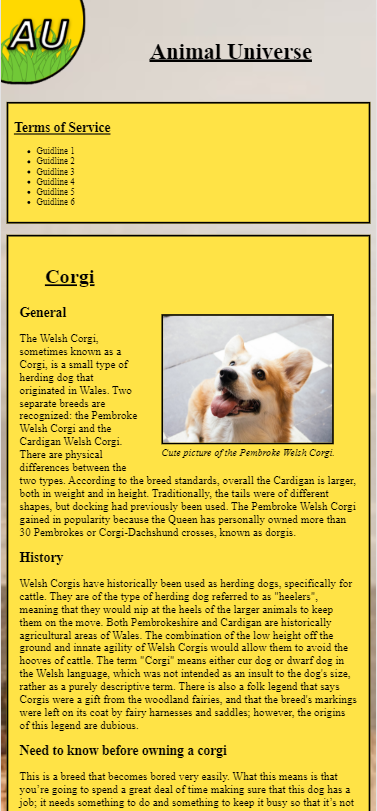 AU
Animal Universe
Terms of Service
Guidline 1
Guidline 2
Guidline 3
Guidline 4
Guidline 5
Guidline 6
Corgi
General
The Welsh Corgi,
sometimes known as a
Corgi, is a small type of
herding dog that
originated in Wales. Two
separate breeds are
recognized: the Pembroke
Welsh Corgi and the
Cardigan Welsh Corgi.
There are physical
differences between the
Cute picture of the Pembroke Welsh Corgi.
two types. According to the breed standards, overall the Cardigan is larger,
both in weight and in height. Traditionally, the tails were of different
shapes, but docking had previously been used. The Pembroke Welsh Corgi
gained in popularity because the Queen has personally owned more than
30 Pembrokes or Corgi-Dachshund crosses, known as dorgis.
History
Welsh Corgis have historically been used as herding dogs, specifically for
cattle. They are of the type of herding dog referred to as "heelers",
meaning that they would nip at the heels of the larger animals to keep
them on the move. Both Pembrokeshire and Cardigan are historically
agricultural areas of Wales. The combination of the low height off the
ground and innate agility of Welsh Corgis would allow them to avoid the
hooves of cattle. The term "Corgi" means either cur dog or dwarf dog in
the Welsh language, which was not intended as an insult to the dog's size,
rather as a purely descriptive term. There is also a folk legend that says
Corgis were a gift from the woodland fairies, and that the breed's markings
were left on its coat by fairy harnesses and saddles; however, the origins
of this legend are dubious.
Need to know before owning a corgi
This is a breed that becomes bored very easily. What this means is that
you’re going to spend a great deal of time making sure that this dog has a
job; it needs something to do and something to keep it busy so that it’s not